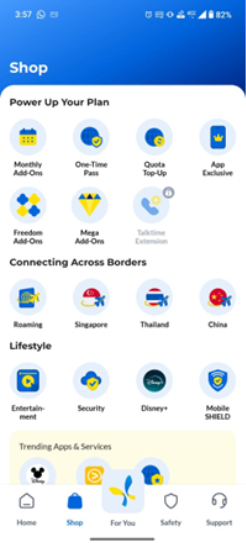 3:57
82%
Shop
Power Up Your Plan
Monthly
Add-Ons
One-Time
Pass
Quota
Top-Up
App
Exclusive
Freedom
Add-Ons
Mega
Add-Ons
Talktime
Extension
Connecting Across Borders
Roaming
Singapore
Thailand
China
Lifestyle
Entertain-
ment
Security
Disney+
Mobile
SHIELD
Trending Apps & Services
Home
Shop
For You
Safety
Support